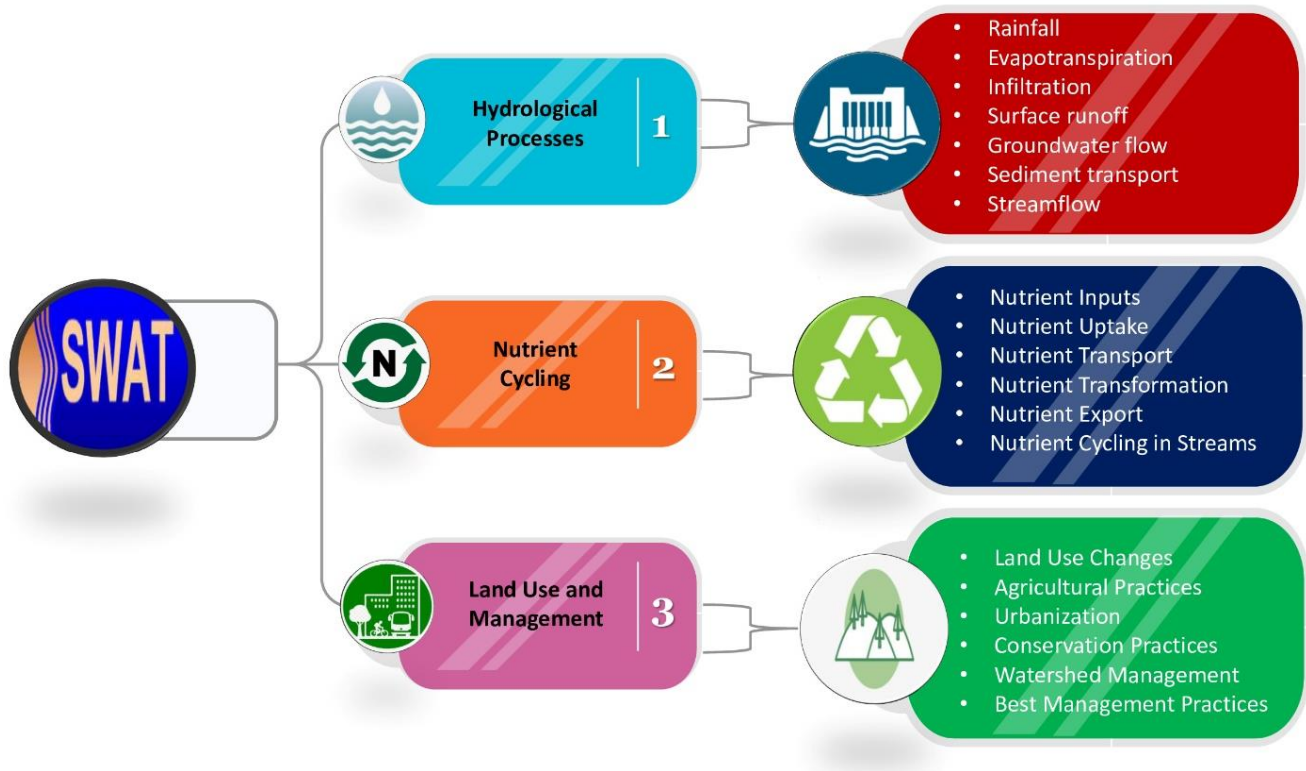 SWAT
Hydrological
Processes
1
• Rainfall
• Evapotranspiration
• Infiltration
• Surface runoff
• Groundwater flow
• Sediment transport
• Streamflow
N
Nutrient
Cycling
2
• Nutrient Inputs
• Nutrient Uptake
• Nutrient Transport
• Nutrient Transformation
• Nutrient Export
• Nutrient Cycling in Streams
Land Use and
Management
3
• Land Use Changes
• Agricultural Practices
• Urbanization
• Conservation Practices
• Watershed Management
• Best Management Practices